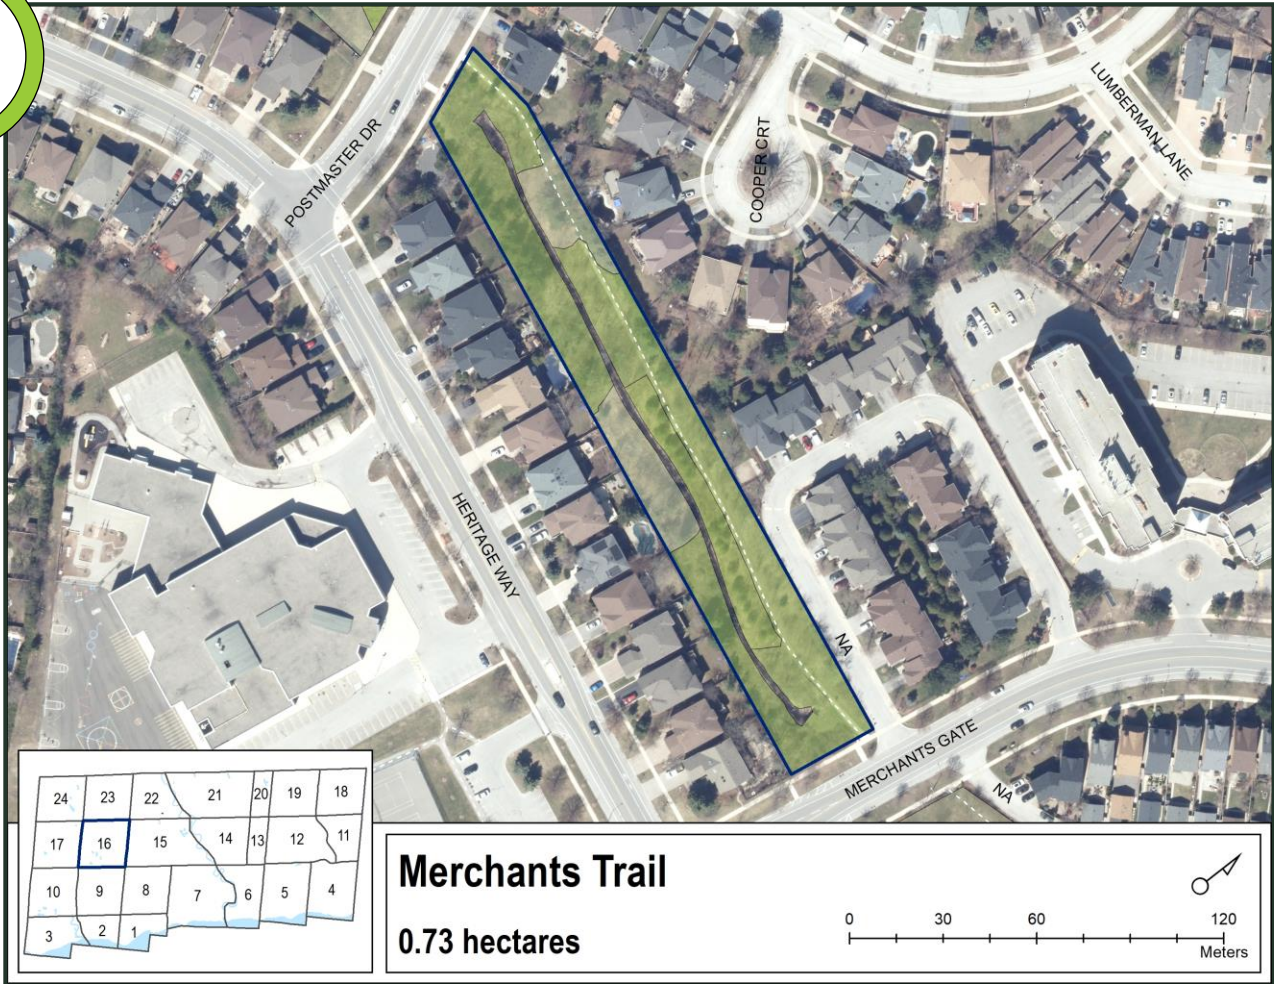 POSTMASTER DR
COOPER CRT
LUMBERMAN LANE
HERITAGE WAY
NA
MERCHANTS GATE
NA
24 23 22 21 20 19 18
17 16 15 14 13 12 11
10 9 8 7 6 5 4
3 2 1
Merchants Trail
0.73 hectares
0 30 60 120
Meters